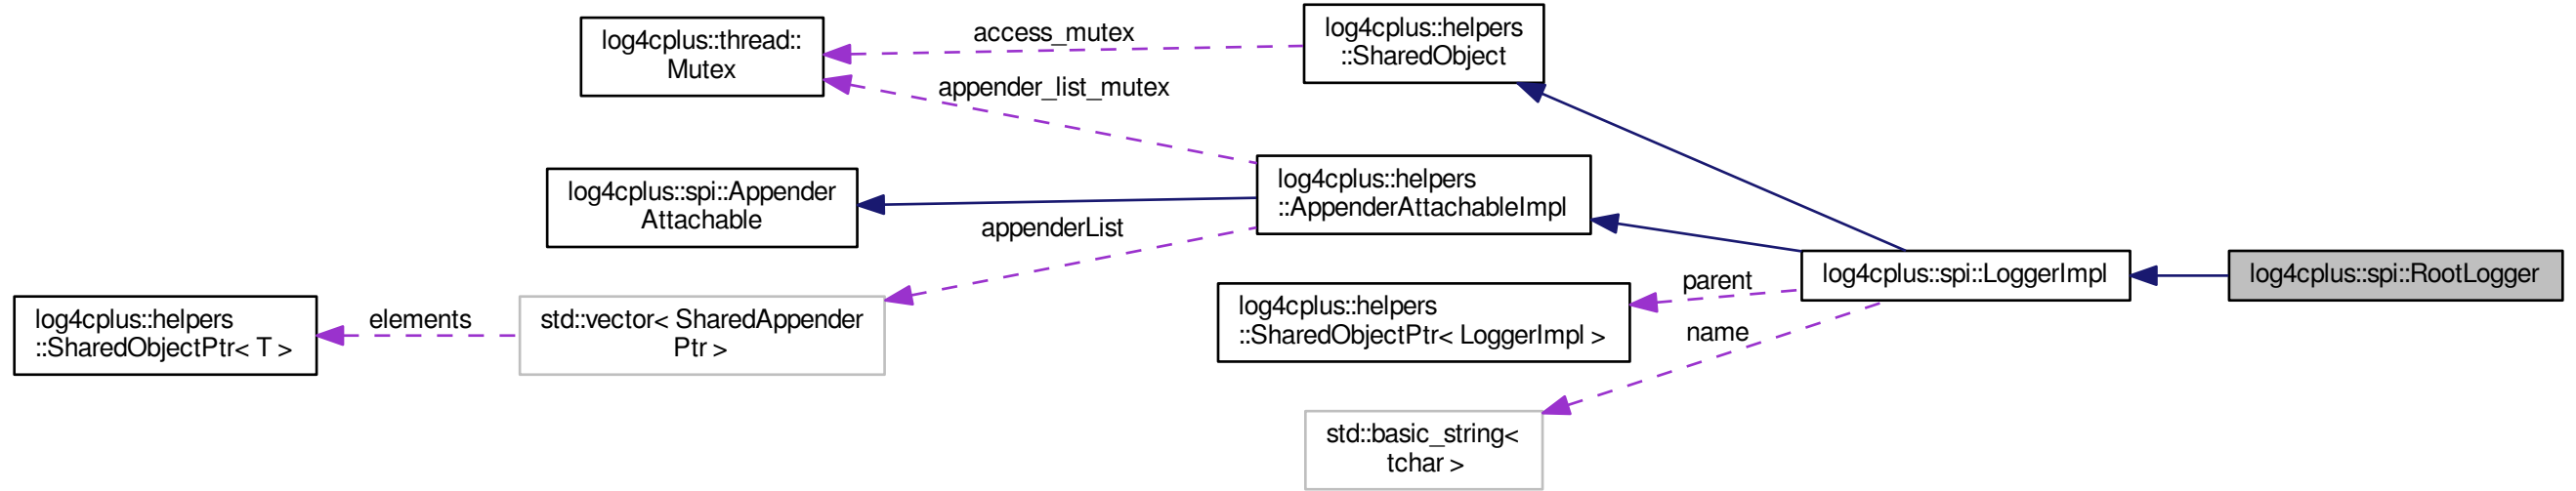 log4cplus::thread::
Mutex
access_mutex
log4cplus::helpers
::SharedObject
appender_list_mutex
log4cplus::spi::Appender
Attachable
log4cplus::helpers
::AppenderAttachableImpl
appenderList
log4cplus::helpers
::SharedObjectPtr< T >
elements
std::vector< SharedAppender
Ptr >
log4cplus::helpers
::SharedObjectPtr< LoggerImpl >
parent
name
log4cplus::spi::LoggerImpl
log4cplus::spi::RootLogger
std::basic_string<
tchar >